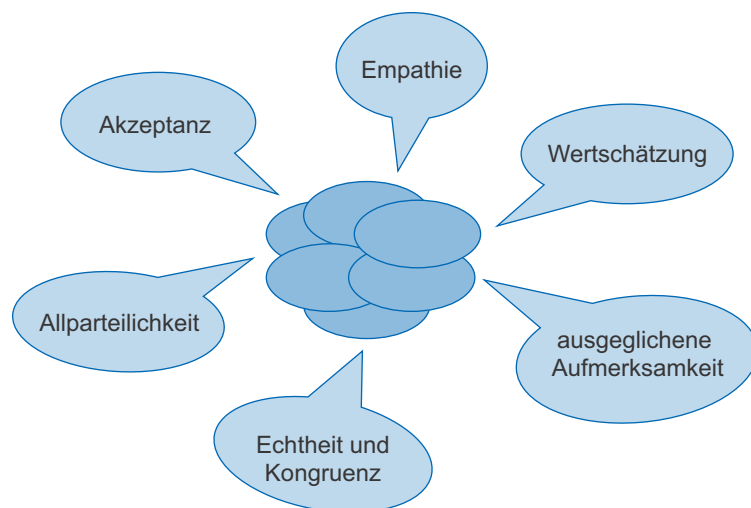 Empathie
Akzeptanz
Wertschätzung
Allparteilichkeit
ausgeglichene
Aufmerksamkeit
Echtheit und
Kongruenz